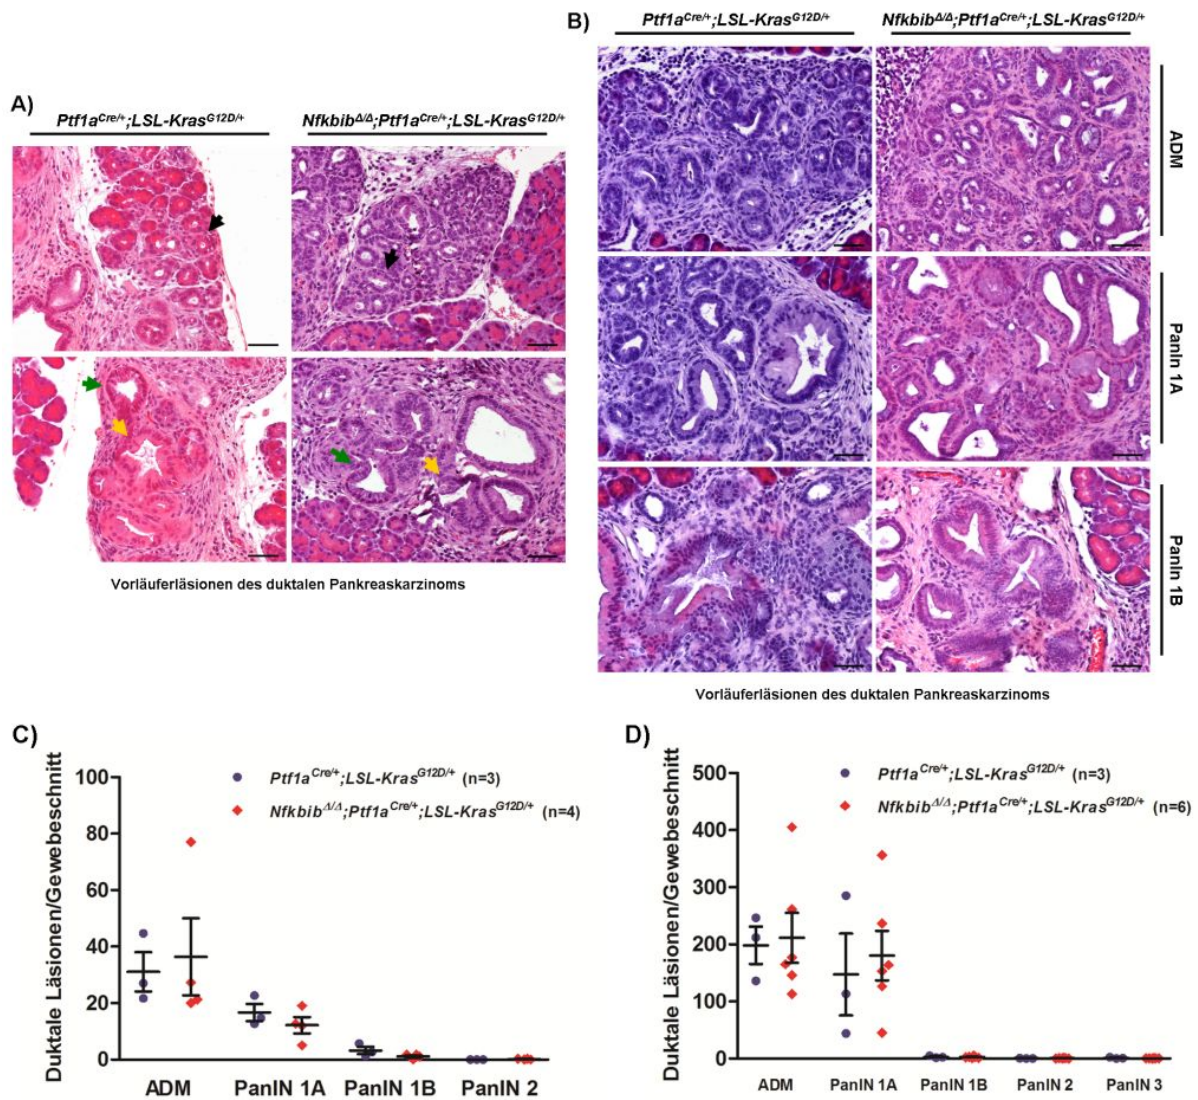 A)
Ptf1aCre/+;LSL-KrasG12D/+
NfkbibΔ/Δ;Ptf1aCre/+;LSL-KrasG12D/+
Vorläuferläsionen des duktalen Pankreaskarzinoms
B)
Ptf1aCre/+;LSL-KrasG12D/+
NfkbibΔ/Δ;Ptf1aCre/+;LSL-KrasG12D/+
ADM
PanIn 1A
PanIn 1B
Vorläuferläsionen des duktalen Pankreaskarzinoms
C)
Duktale Läsionen/Gewebeschnitt
100
80
60
40
20
0
Ptf1aCre/+;LSL-KrasG12D/+ (n=3)
NfkbibΔ/Δ;Ptf1aCre/+;LSL-KrasG12D/+ (n=4)
ADM PanIN 1A PanIN 1B PanIN 2
D)
Duktale Läsionen/Gewebeschnitt
500
400
300
200
100
0
Ptf1aCre/+;LSL-KrasG12D/+ (n=3)
NfkbibΔ/Δ;Ptf1aCre/+;LSL-KrasG12D/+ (n=6)
ADM PanIN 1A PanIN 1B PanIN 2 PanIN 3